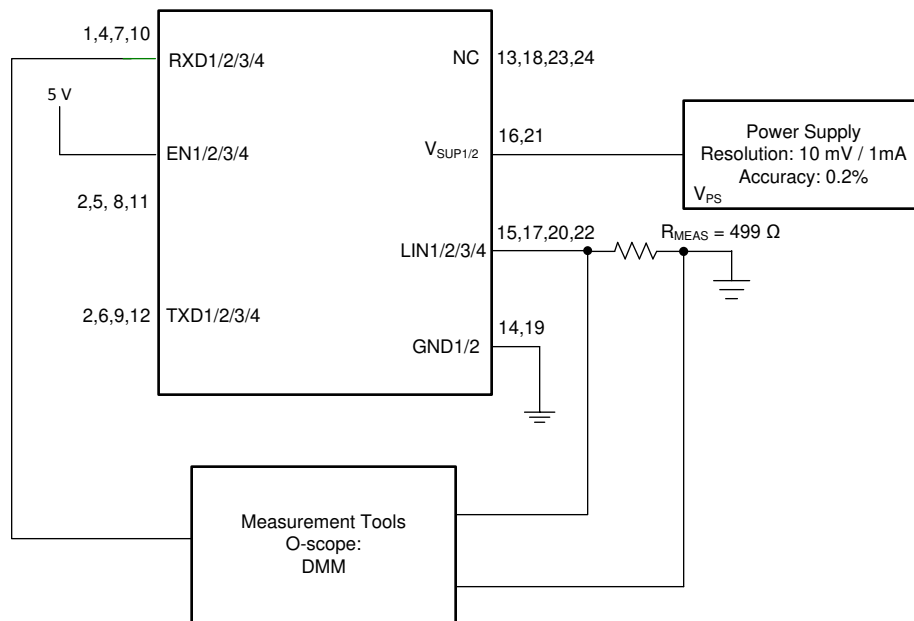 1,4,7,10
RXD1/2/3/4
NC
13,18,23,24
5 V
EN1/2/3/4
VSUP1/2
16,21
Power Supply
Resolution: 10 mV / 1mA
Accuracy: 0.2%
VPS
2,5, 8,11
LIN1/2/3/4
15,17,20,22
RMEAS = 499 Ω
2,6,9,12
TXD1/2/3/4
14,19
GND1/2
Measurement Tools
O-scope:
DMM